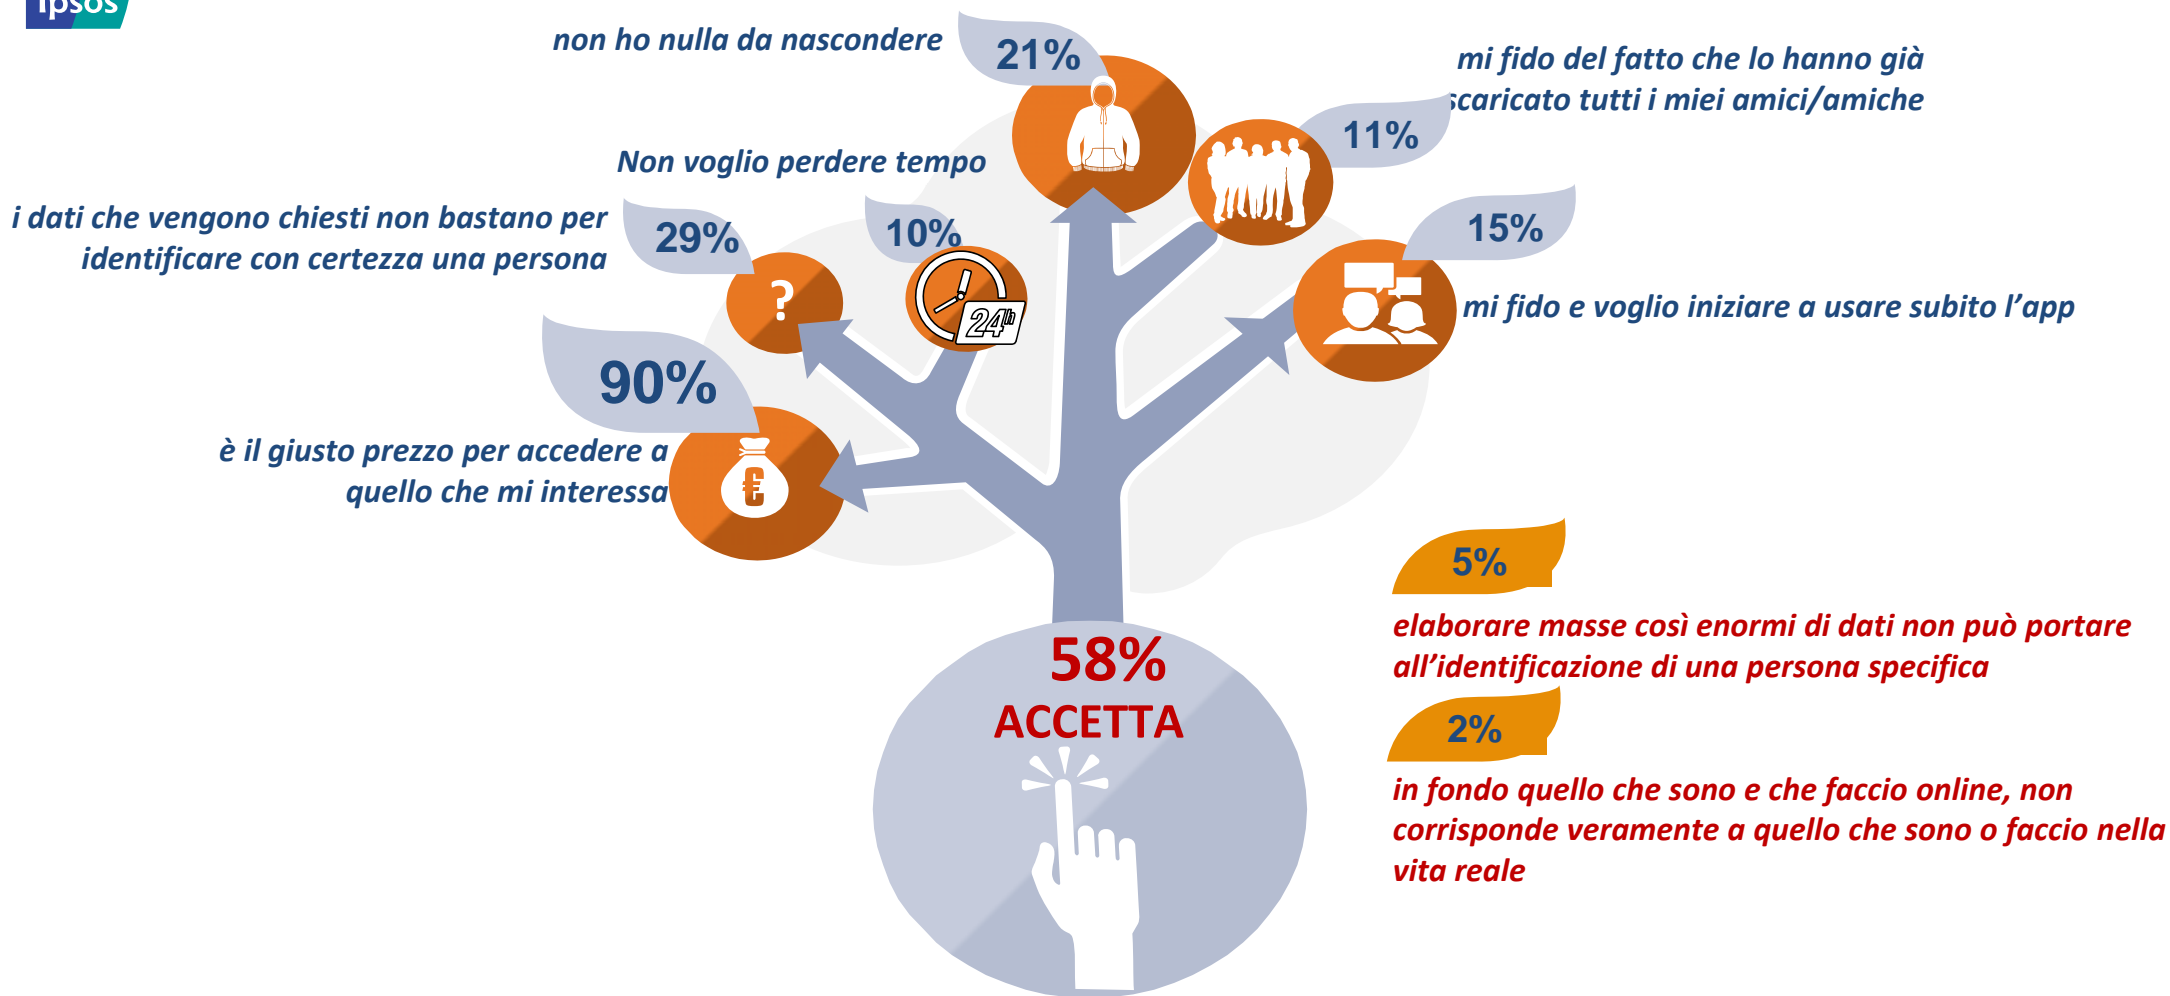 Ipsos
non ho nulla da nascondere
21%
mi fido del fatto che lo hanno già
scaricato tutti i miei amici/amiche
11%
Non voglio perdere tempo
10%
i dati che vengono chiesti non bastano per
identificare con certezza una persona
29%
15%
mi fido e voglio iniziare a usare subito l’app
?
24h
90%
è il giusto prezzo per accedere a
quello che mi interessa
€
5%
elaborare masse così enormi di dati non può portare
all’identificazione di una persona specifica
58%
ACCETTA
2%
in fondo quello che sono e che faccio online, non
corrisponde veramente a quello che sono o faccio nella
vita reale